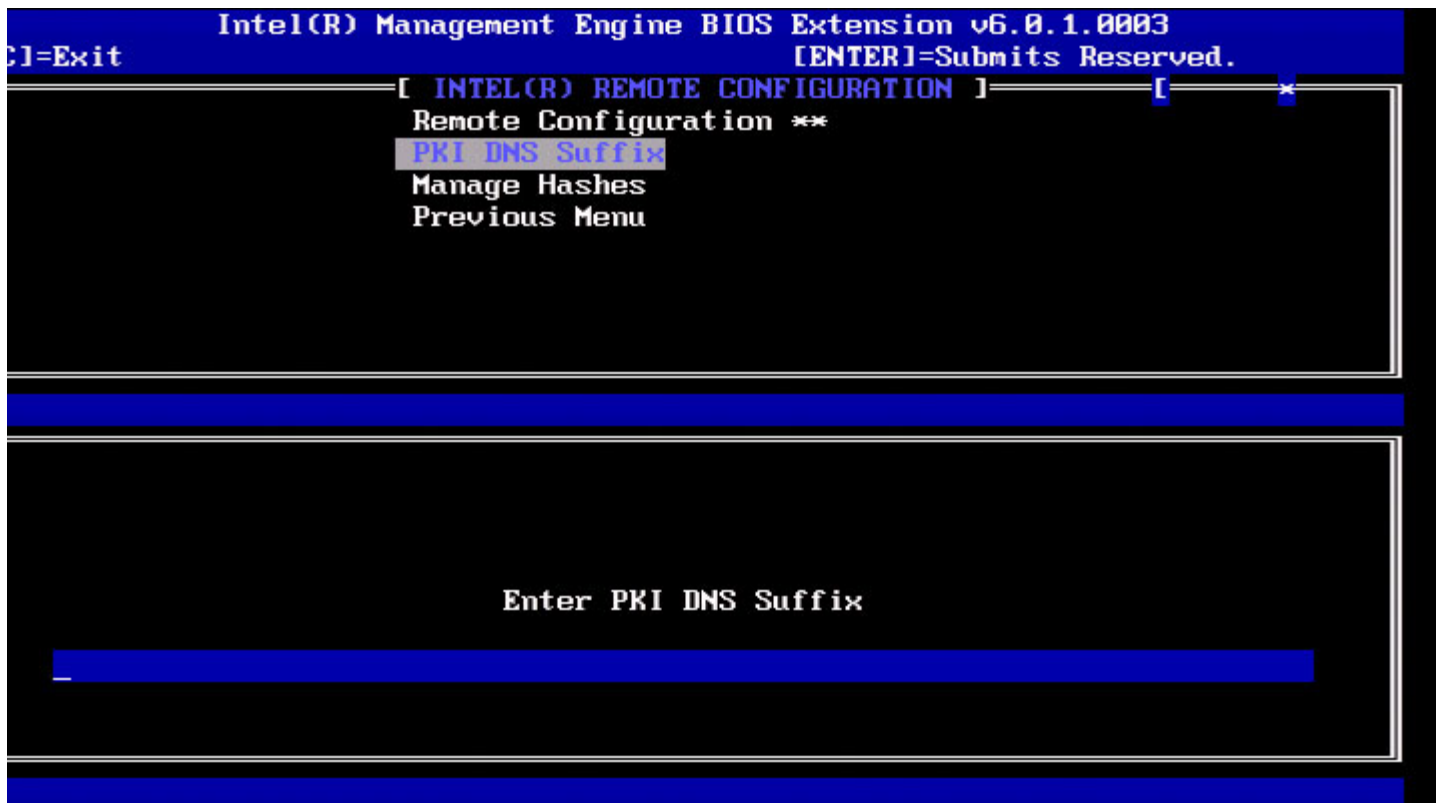 Intel(R) Management Engine BIOS Extension v6.0.1.0003
]=Exit [ENTER]=Submits Reserved.
[ INTEL(R) REMOTE CONFIGURATION ] [ *
Remote Configuration **
PKI DNS Suffix
Manage Hashes
Previous Menu
Enter PKI DNS Suffix
_